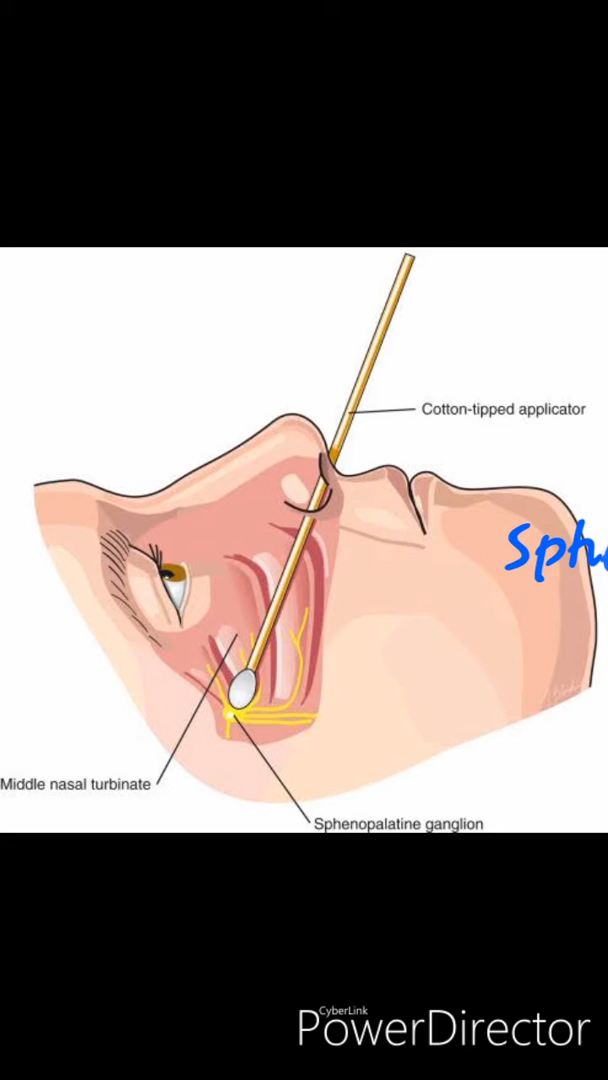 Cotton-tipped applicator
Middle nasal turbinate
Sphenopalatine ganglion
CyberLink
PowerDirector